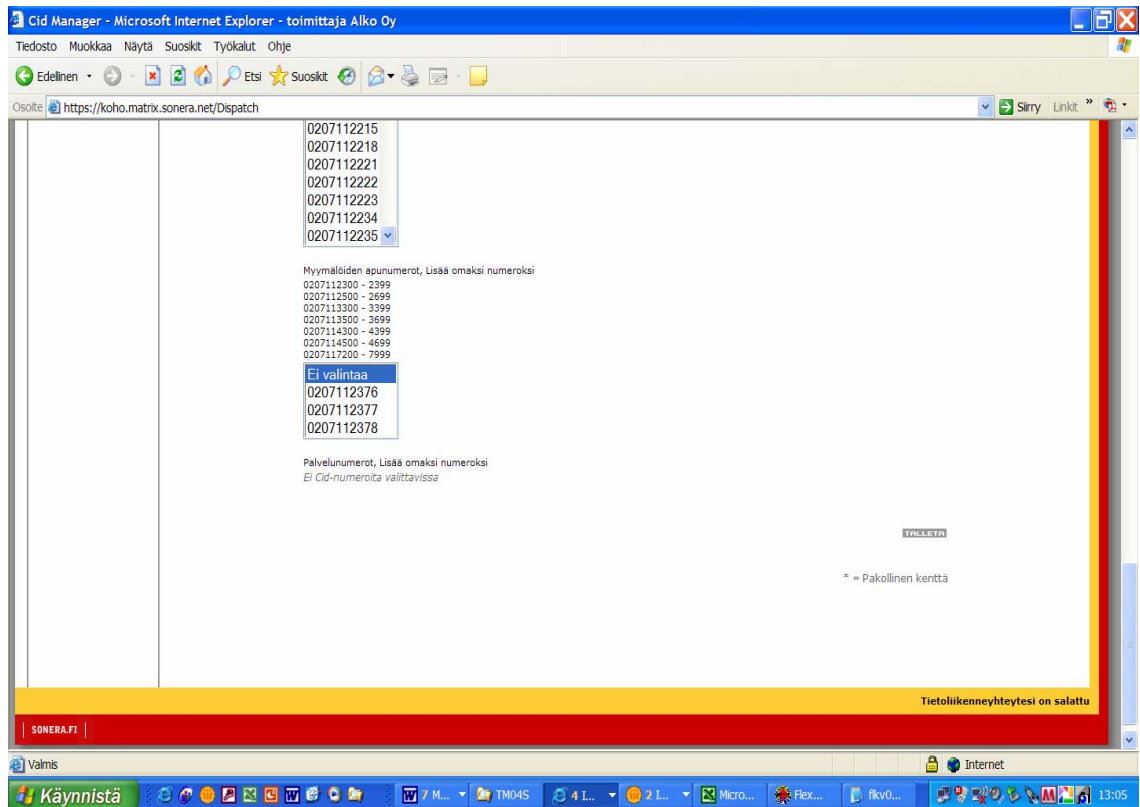 Cid Manager - Microsoft Internet Explorer - toimittaja Alko Oy
Tiedosto Muokkaa Näytä Suosikit Työkalut Ohje
Edellinen Etsi Suosikit
Osoite https://koho.matrix.sonera.net/Dispatch Siirry Linkit »
0207112215
0207112218
0207112221
0207112222
0207112223
0207112234
0207112235
Myymälöiden apunumerot, Lisää omaksi numeroksi
0207112300 - 2399
0207112500 - 2699
0207113300 - 3399
0207113500 - 3699
0207114300 - 4399
0207114500 - 4699
0207117200 - 7999
Ei valintaa
0207112376
0207112377
0207112378
Palvelunumerot, Lisää omaksi numeroksi
Ei Cid-numeroita valittavissa
TALLETA
* = Pakollinen kenttä
Tietoliikenneyhteytesi on salattu
SONERA.FI
Valmis Internet
Käynnistä 7 M... TM04S 4 I... 2 I... Micro... Flex... fikv0... 13:05